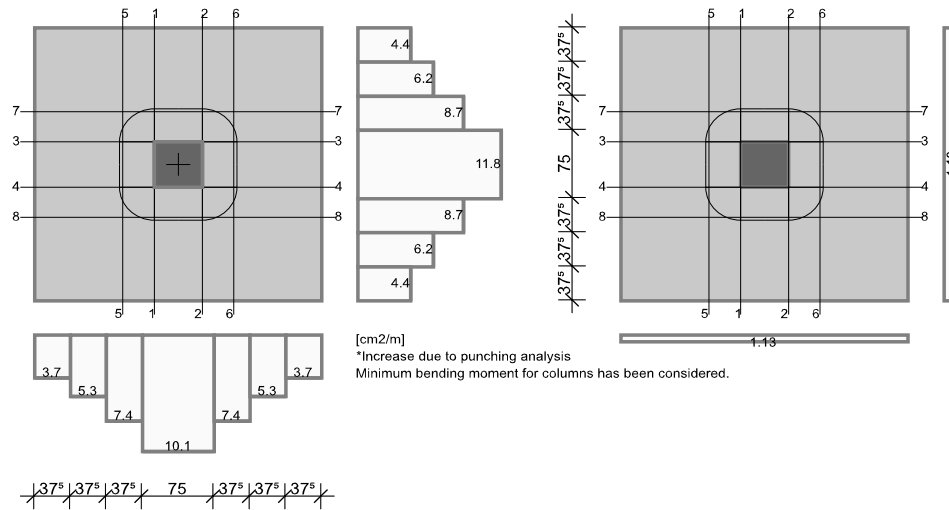 5 1 2 6
5 1 2 6
7 7
3 3
4 4
8 8
5 1 2 6
5 1 2 6
7 7
3 3
4 4
8 8
4.4
6.2
8.7
11.8
8.7
6.2
4.4
37⁵
37⁵
37⁵
75
37⁵
37⁵
37⁵
3.7 5.3 7.4 10.1 7.4 5.3 3.7
[cm2/m]
*Increase due to punching analysis
Minimum bending moment for columns has been considered.
1.13
37⁵ 37⁵ 37⁵ 75 37⁵ 37⁵ 37⁵